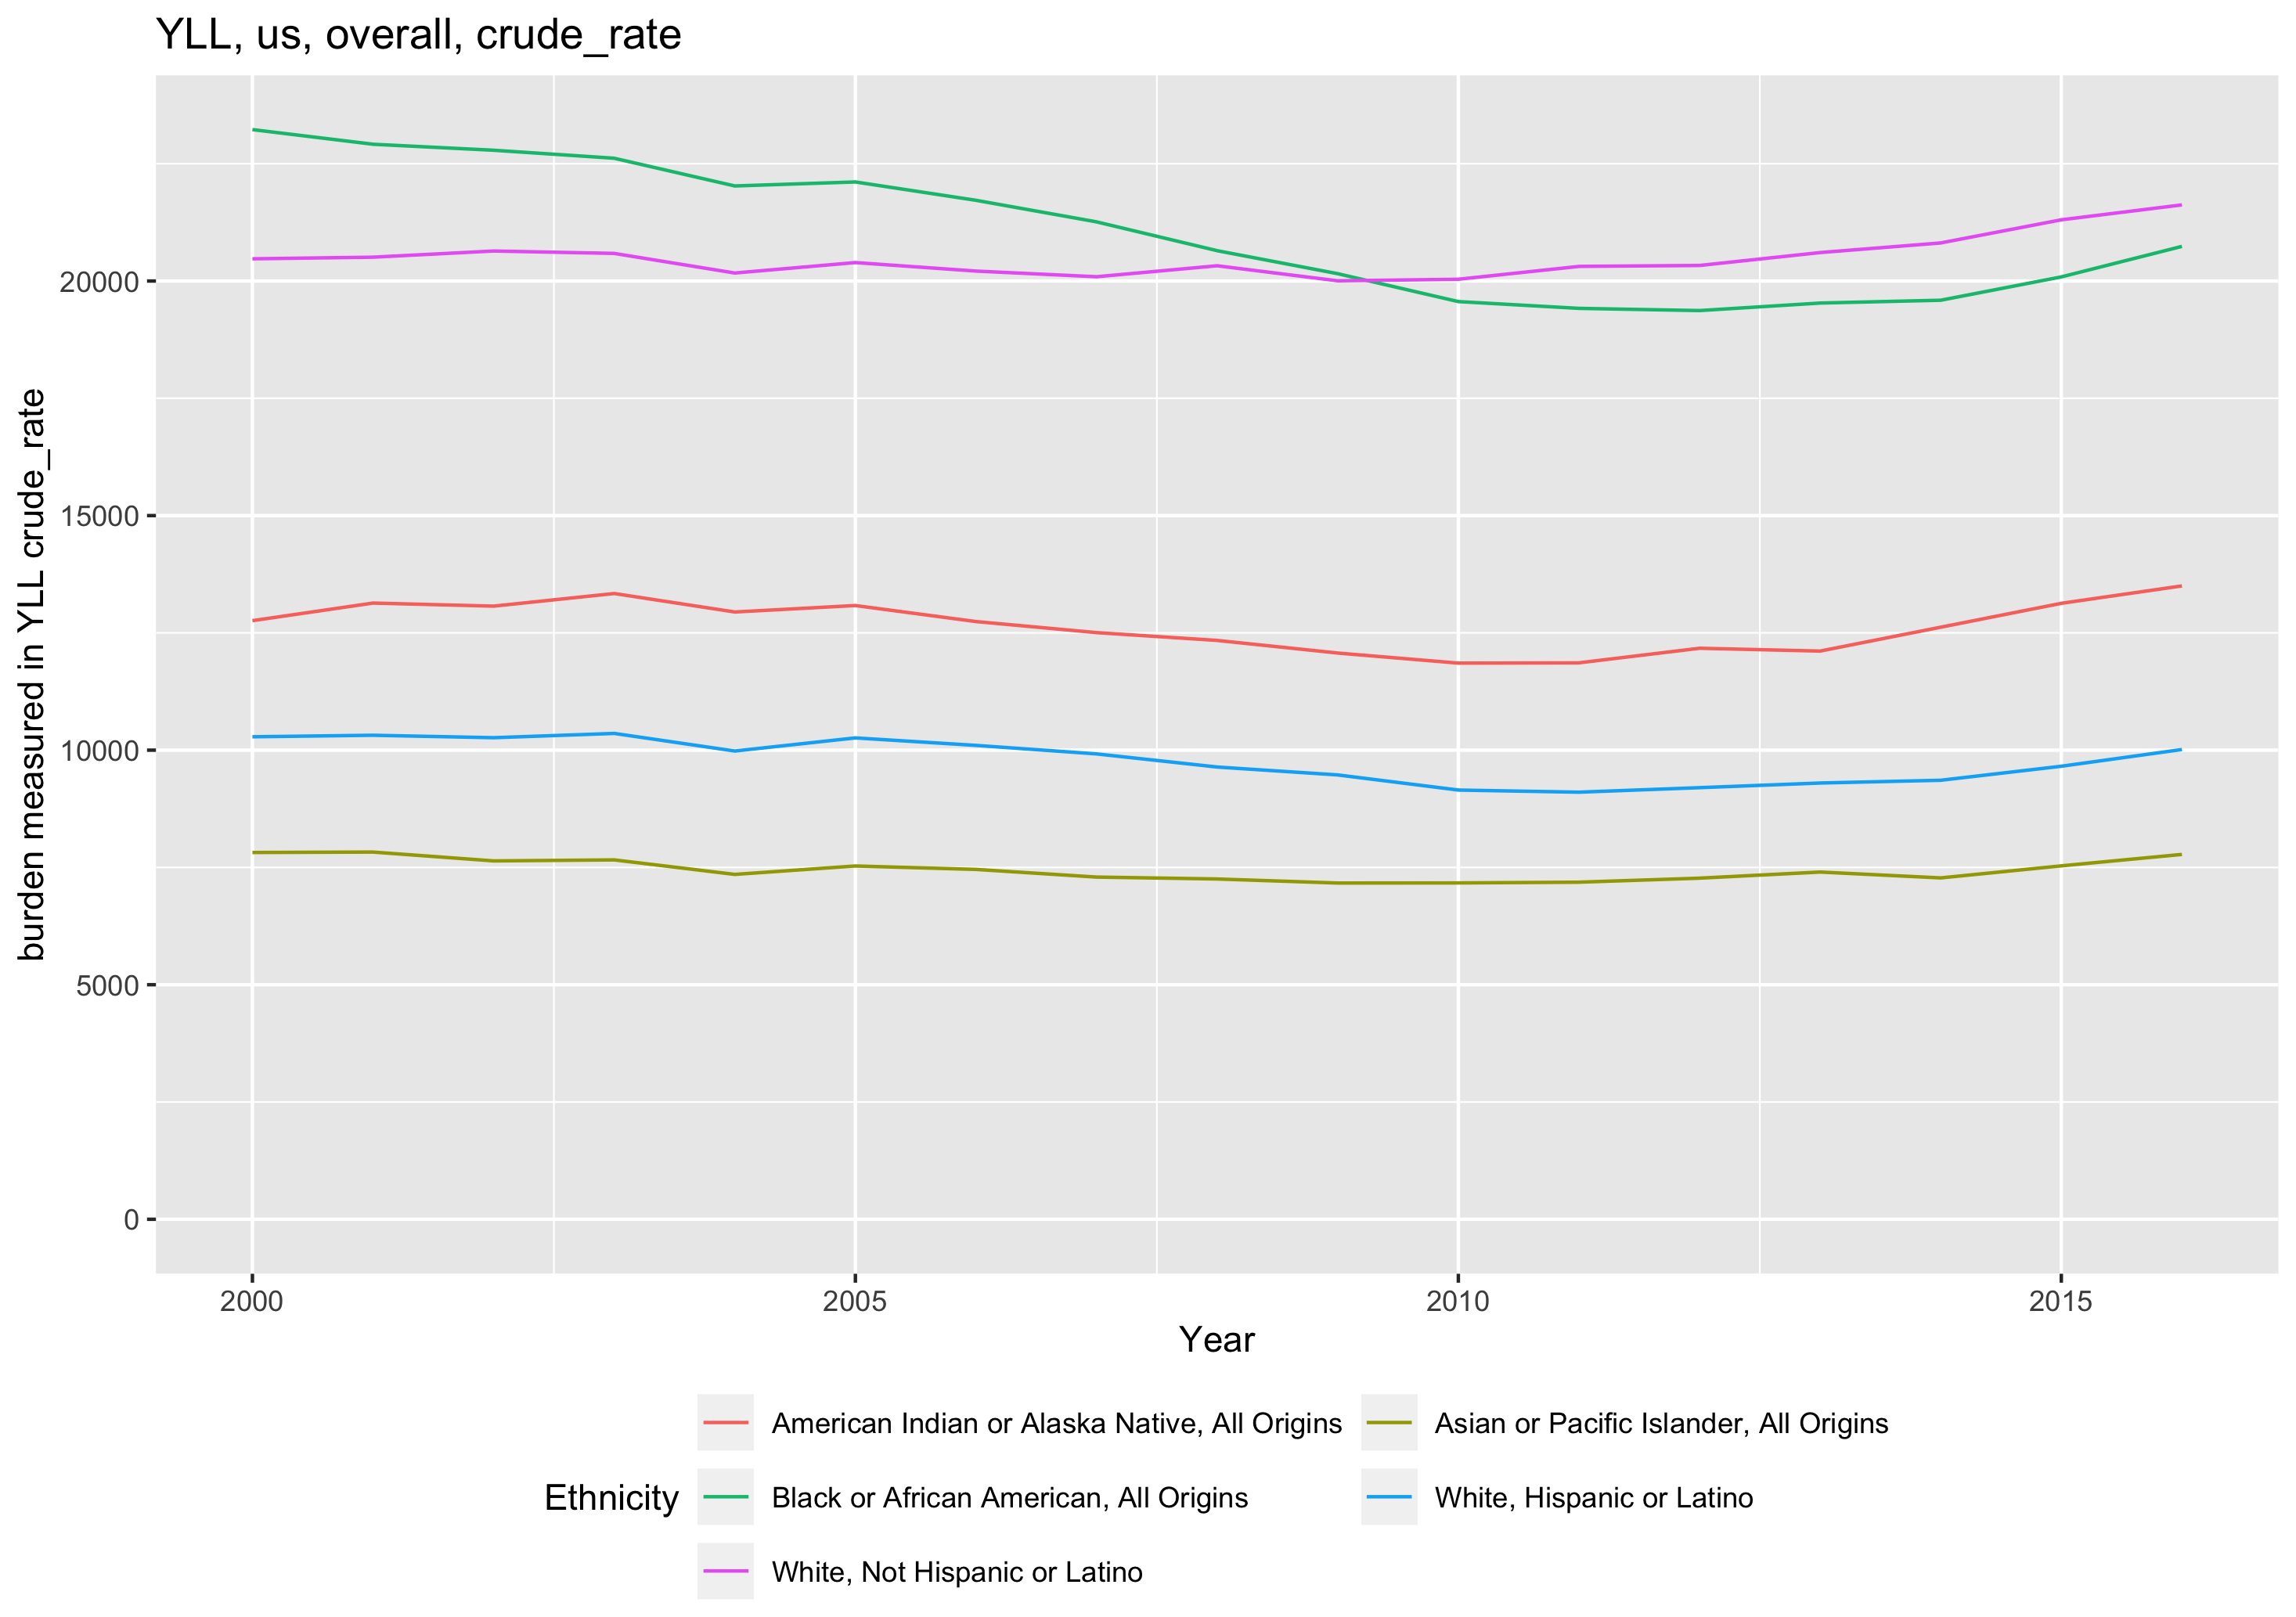 YLL, us, overall, crude_rate
burden measured in YLL crude_rate
20000
15000
10000
5000
0
2000 2005 2010 2015
Year
Ethnicity
American Indian or Alaska Native, All Origins
Asian or Pacific Islander, All Origins
Black or African American, All Origins
White, Hispanic or Latino
White, Not Hispanic or Latino